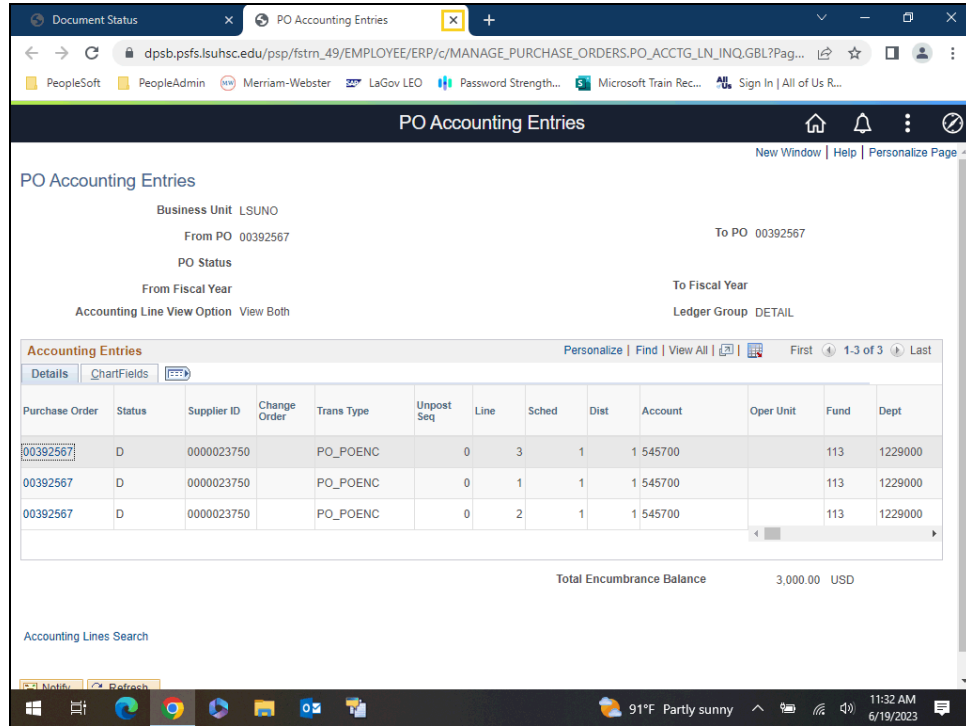 Document Status
PO Accounting Entries
dpsb.psfs.lsuhsc.edu/psp/fstrn_49/EMPLOYEE/ERP/c/MANAGE_PURCHASE_ORDERS.PO_ACCTG_LN_INQ.GBL?Pag...
PeopleSoft PeopleAdmin Merriam-Webster LaGov LEO Password Strength... Microsoft Train Rec... Sign In | All of Us R...
PO Accounting Entries
New Window | Help | Personalize Page
PO Accounting Entries
Business Unit LSUNO
From PO 00392567 To PO 00392567
PO Status
From Fiscal Year To Fiscal Year
Accounting Line View Option View Both Ledger Group DETAIL
Accounting Entries Personalize | Find | View All | First 1-3 of 3 Last
Details ChartFields
Purchase Order Status Supplier ID Change Order Trans Type Unpost Seq Line Sched Dist Account Oper Unit Fund Dept
00392567 D 0000023750 PO_POENC 0 3 1 1 545700 113 1229000
00392567 D 0000023750 PO_POENC 0 1 1 1 545700 113 1229000
00392567 D 0000023750 PO_POENC 0 2 1 1 545700 113 1229000
Total Encumbrance Balance 3,000.00 USD
Accounting Lines Search
Notify Refresh
91°F Partly sunny 11:32 AM
6/19/2023